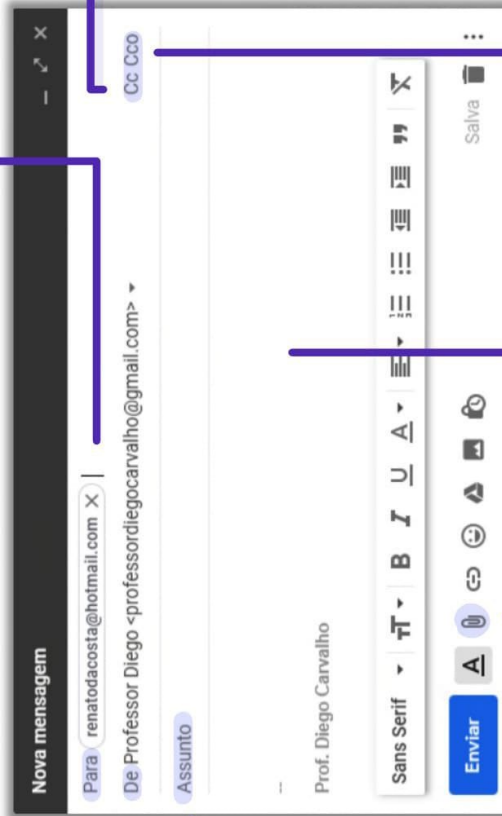 Nova mensagem
Para renatodacosta@hotmail.com
De Professor Diego <professordiegocarvalho@gmail.com>
Cc Cco
Assunto
--
Prof. Diego Carvalho
Sans Serif
B I U A
Enviar
A
Salva